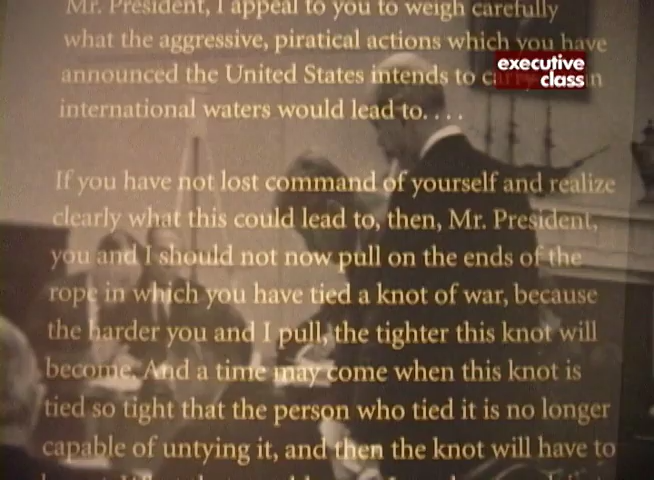 Mr. President, I appeal to you to weigh carefully
what the aggressive, piratical actions which you have
announced the United States intends to in
international waters would lead to. . . .
If you have not lost command of yourself and realize
clearly what this could lead to, then, Mr. President,
you and I should not now pull on the ends of the
rope in which you have tied a knot of war, because
the harder you and I pull, the tighter this knot will
become. And a time may come when this knot is
tied so tight that the person who tied it is no longer
capable of untying it, and then the knot will have to
executive
class